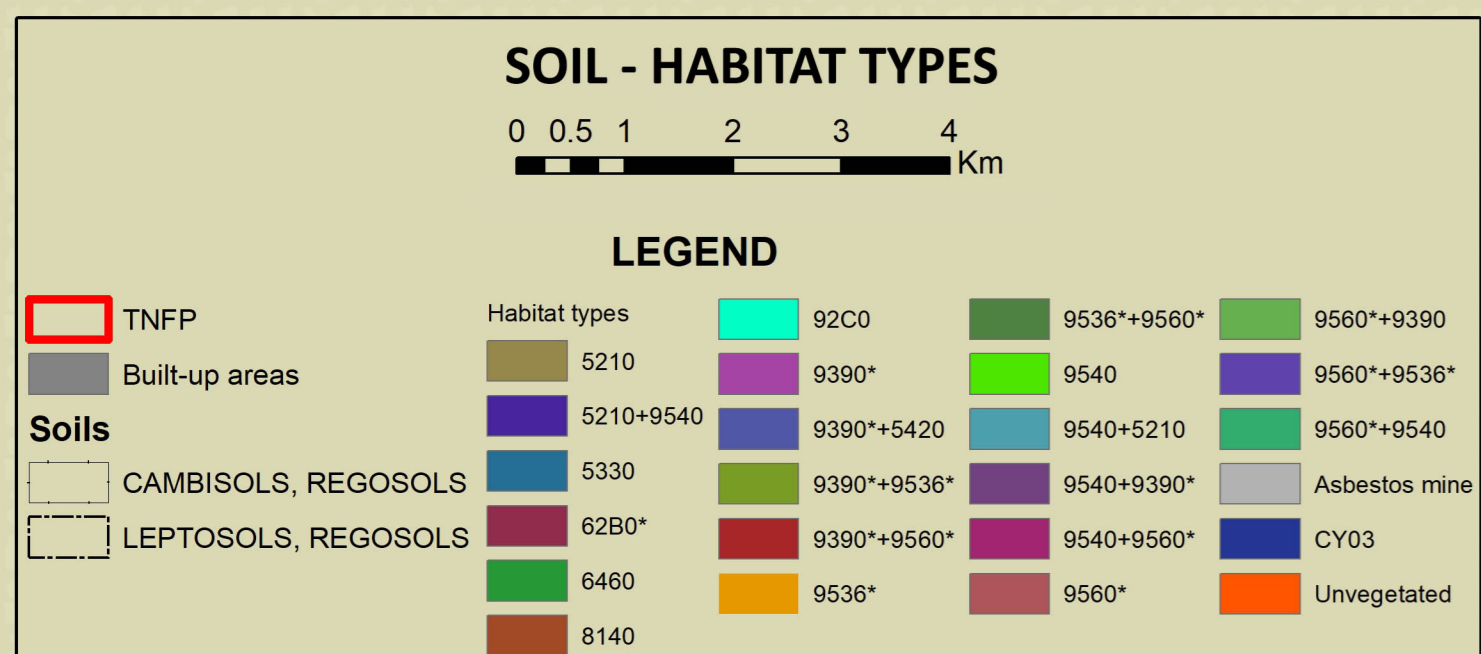 SOIL - HABITAT TYPES
0 0.5 1 2 3 4
Km
LEGEND
TNFP
Built-up areas
Soils
CAMBISOLS, REGOSOLS
LEPTOSOLS, REGOSOLS
Habitat types
5210
5210+9540
5330
62B0*
6460
8140
92C0
9390*
9390*+5420
9390*+9536*
9390*+9560*
9536*
9536*+9560*
9540
9540+5210
9540+9390*
9540+9560*
9560*
9560*+9390
9560*+9536*
9560*+9540
Asbestos mine
CY03
Unvegetated